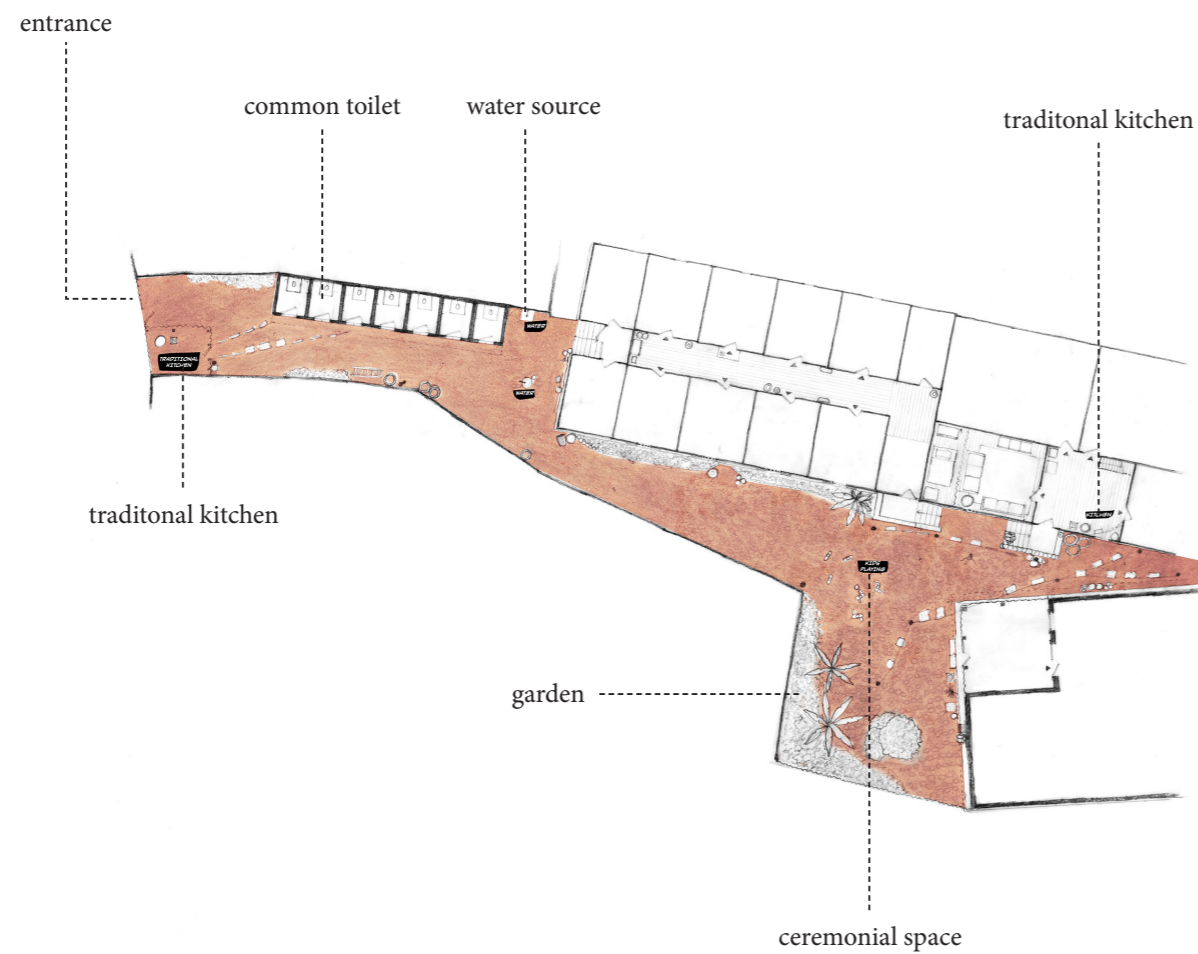 entrance
common toilet
water source
traditonal kitchen
WATER
TRADITIONAL
KITCHEN
WATER
traditonal kitchen
KITCHEN
KIDS
PLAYING
garden
ceremonial space